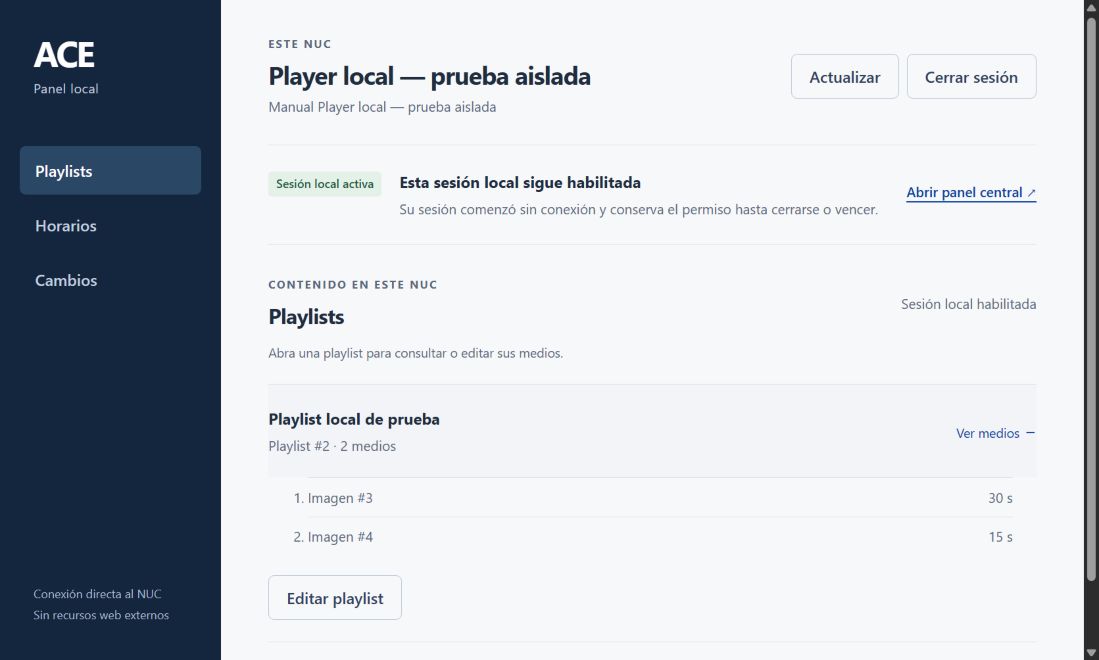 ACE
Panel local
Playlists
Horarios
Cambios
Conexión directa al NUC
Sin recursos web externos
ESTE NUC
Player local — prueba aislada
Manual Player local — prueba aislada
Actualizar
Cerrar sesión
Sesión local activa
Esta sesión local sigue habilitada
Su sesión comenzó sin conexión y conserva el permiso hasta cerrarse o vencer.
Abrir panel central ↗
CONTENIDO EN ESTE NUC
Playlists
Sesión local habilitada
Abra una playlist para consultar o editar sus medios.
Playlist local de prueba
Playlist #2 · 2 medios
Ver medios −
1. Imagen #3 30 s
2. Imagen #4 15 s
Editar playlist